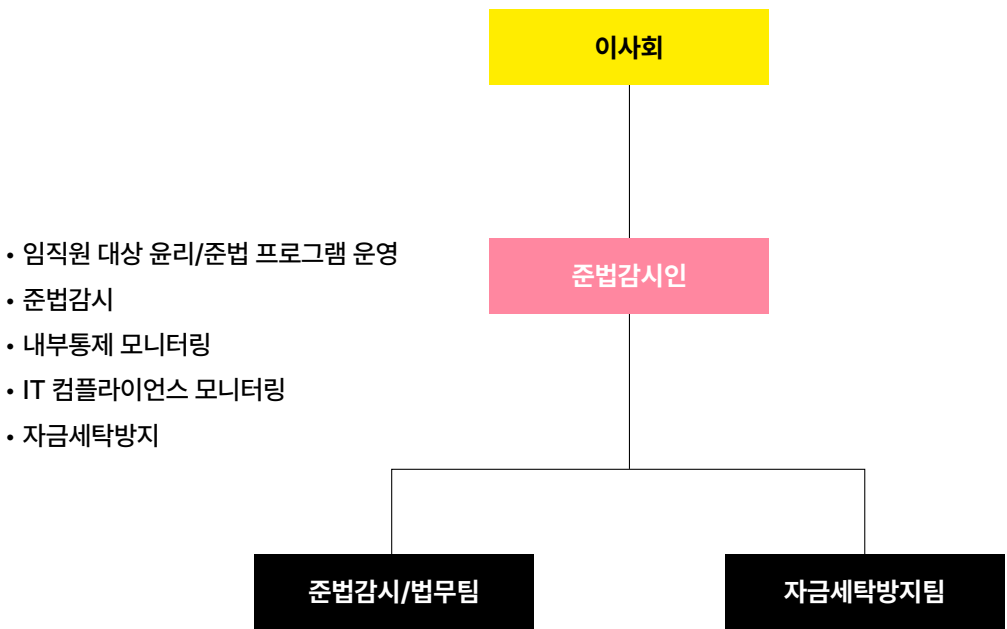 이사회
• 임직원 대상 윤리/준법 프로그램 운영
• 준법감시
• 내부통제 모니터링
• IT 컴플라이언스 모니터링
• 자금세탁방지
준법감시인
준법감시/법무팀
자금세탁방지팀